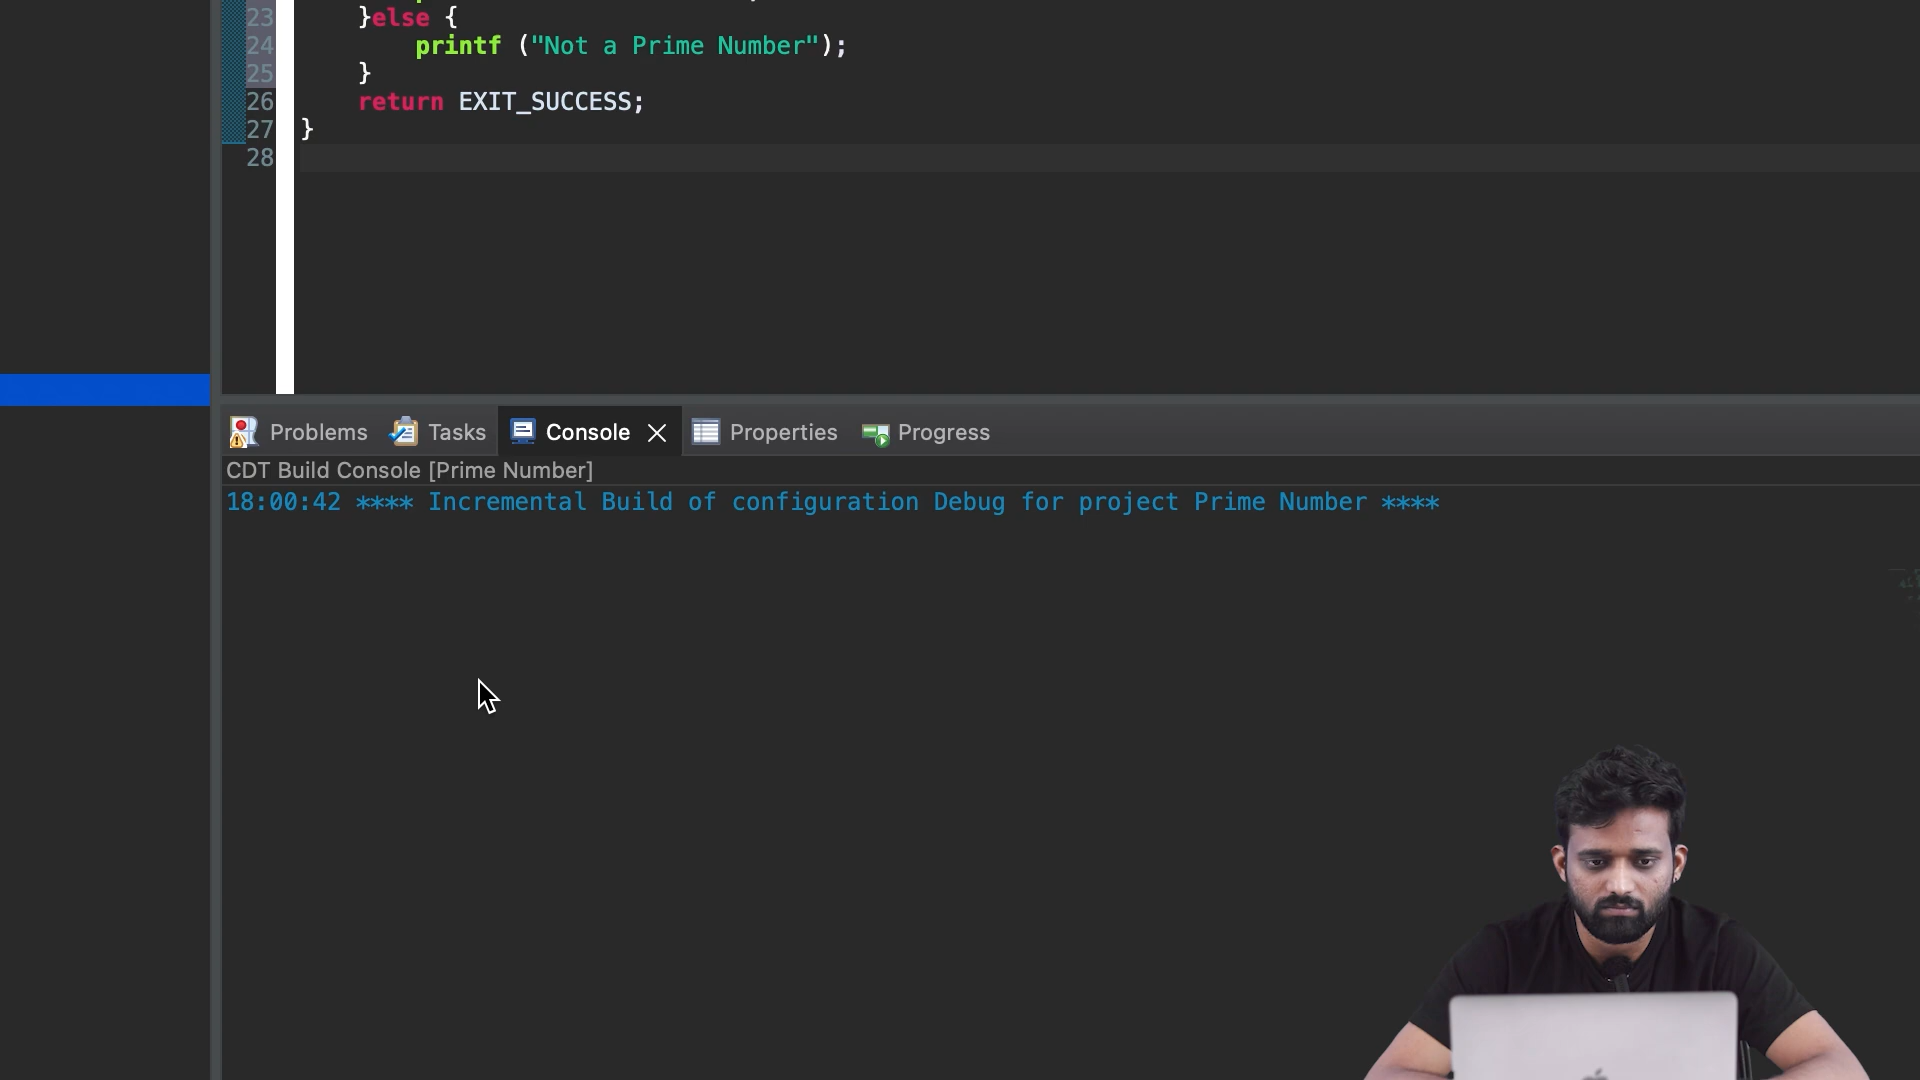 23 }else {
24 printf ("Not a Prime Number");
25 }
26 return EXIT_SUCCESS;
27 }
28
Problems Tasks Console Properties Progress
CDT Build Console [Prime Number]
18:00:42 **** Incremental Build of configuration Debug for project Prime Number ****